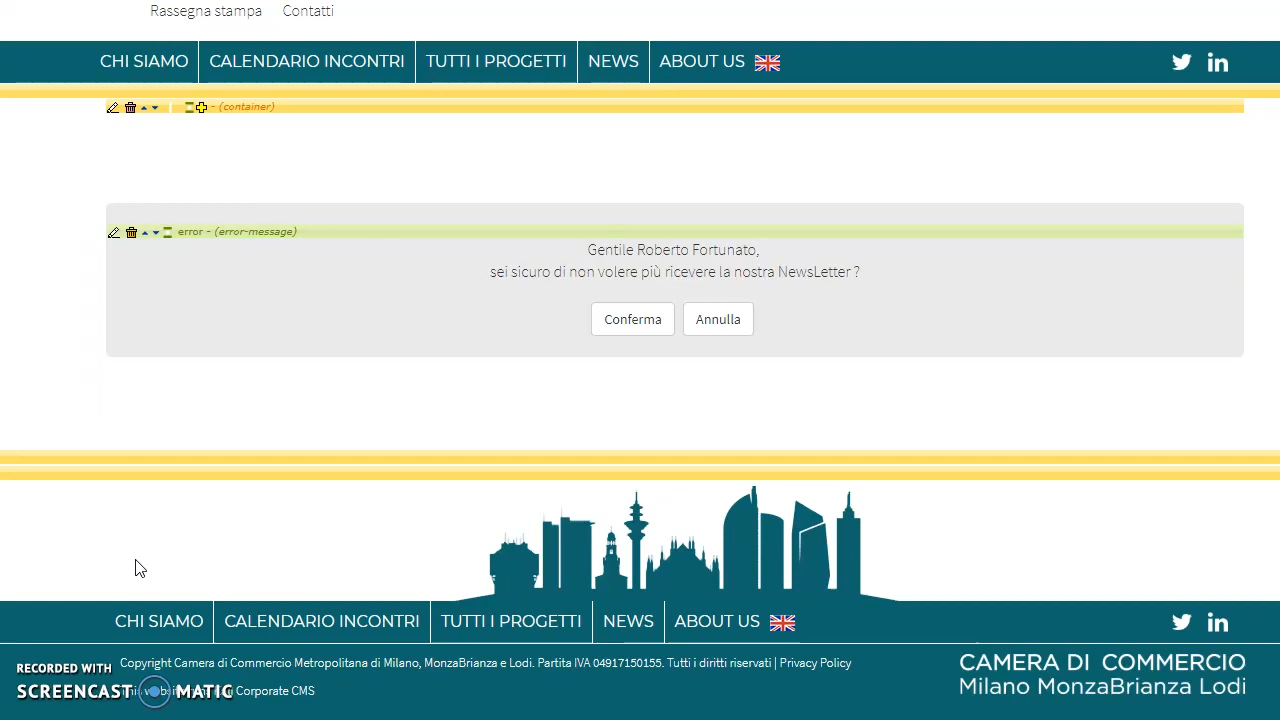 Rassegna stampa Contatti
CHI SIAMO CALENDARIO INCONTRI TUTTI I PROGETTI NEWS ABOUT US
- (container)
error - (error-message)
Gentile Roberto Fortunato,
sei sicuro di non volere più ricevere la nostra NewsLetter ?
Conferma Annulla
CHI SIAMO CALENDARIO INCONTRI TUTTI I PROGETTI NEWS ABOUT US
Copyright Camera di Commercio Metropolitana di Milano, MonzaBrianza e Lodi. Partita IVA 04917150155. Tutti i diritti riservati | Privacy Policy
Corporate CMS
CAMERA DI COMMERCIO
Milano MonzaBrianza Lodi
RECORDED WITH
SCREENCAST MATIC